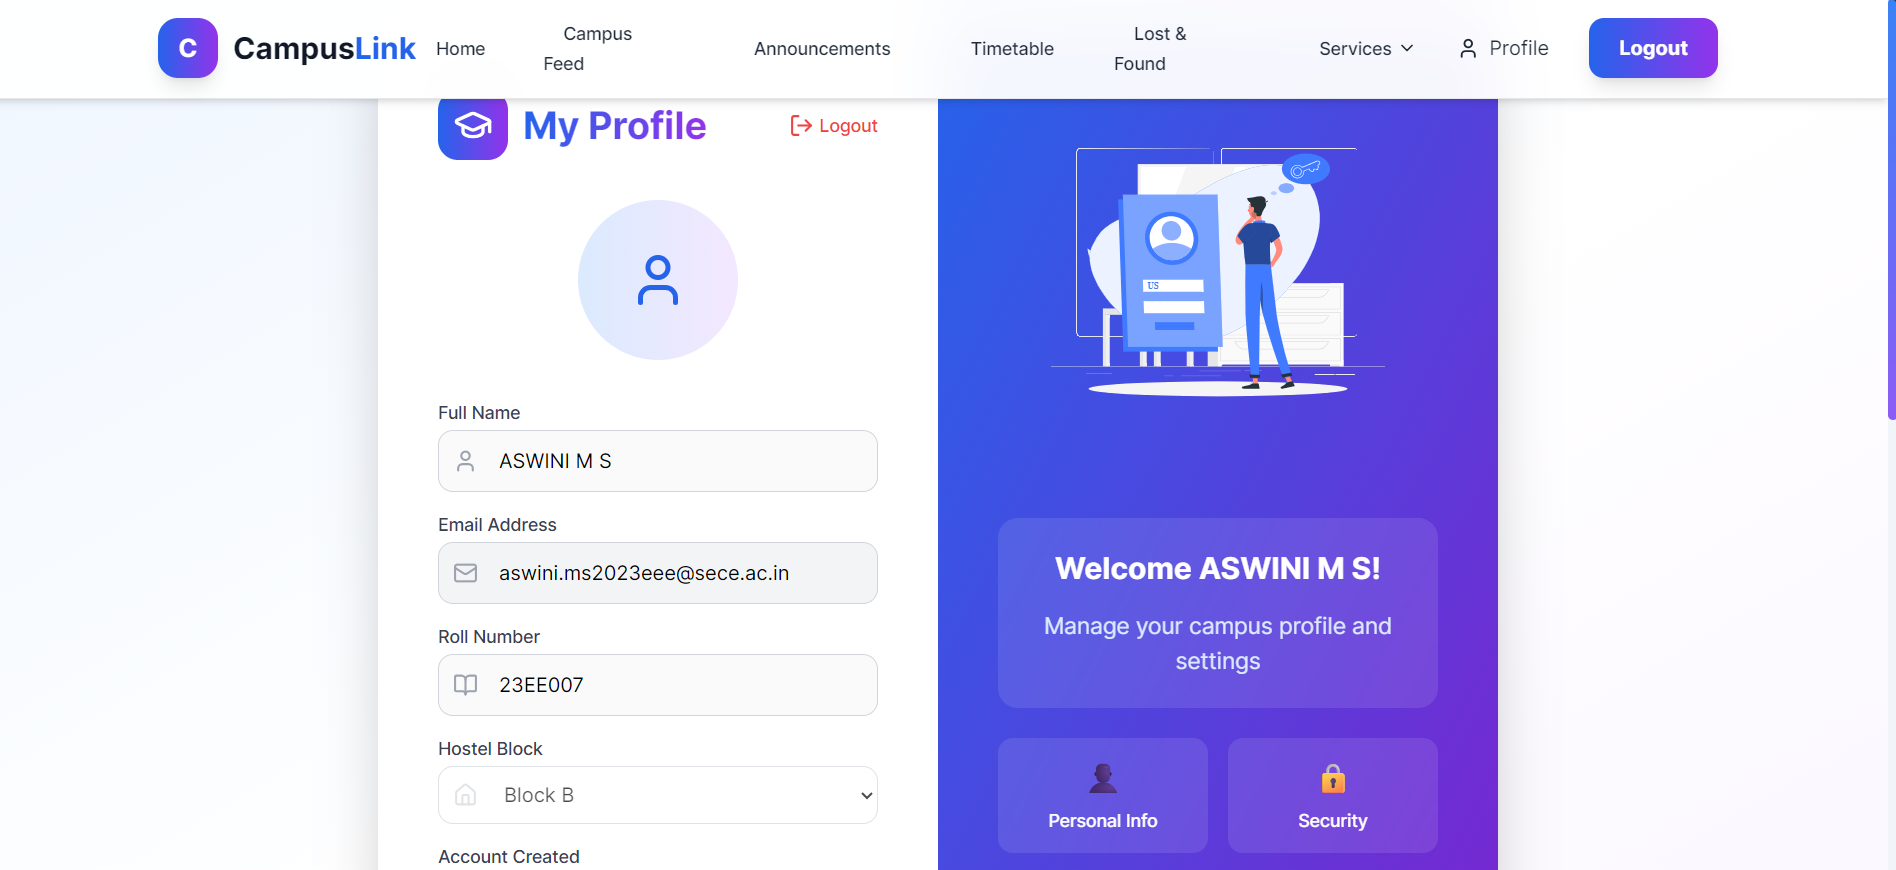 C
CampusLink
Home
Campus
Feed
Announcements
Timetable
Lost &
Found
Services
Profile
Logout
My Profile
Logout
Full Name
ASWINI M S
Email Address
aswini.ms2023eee@sece.ac.in
Roll Number
23EE007
Hostel Block
Block B
Account Created
US
Welcome ASWINI M S!
Manage your campus profile and
settings
Personal Info
Security